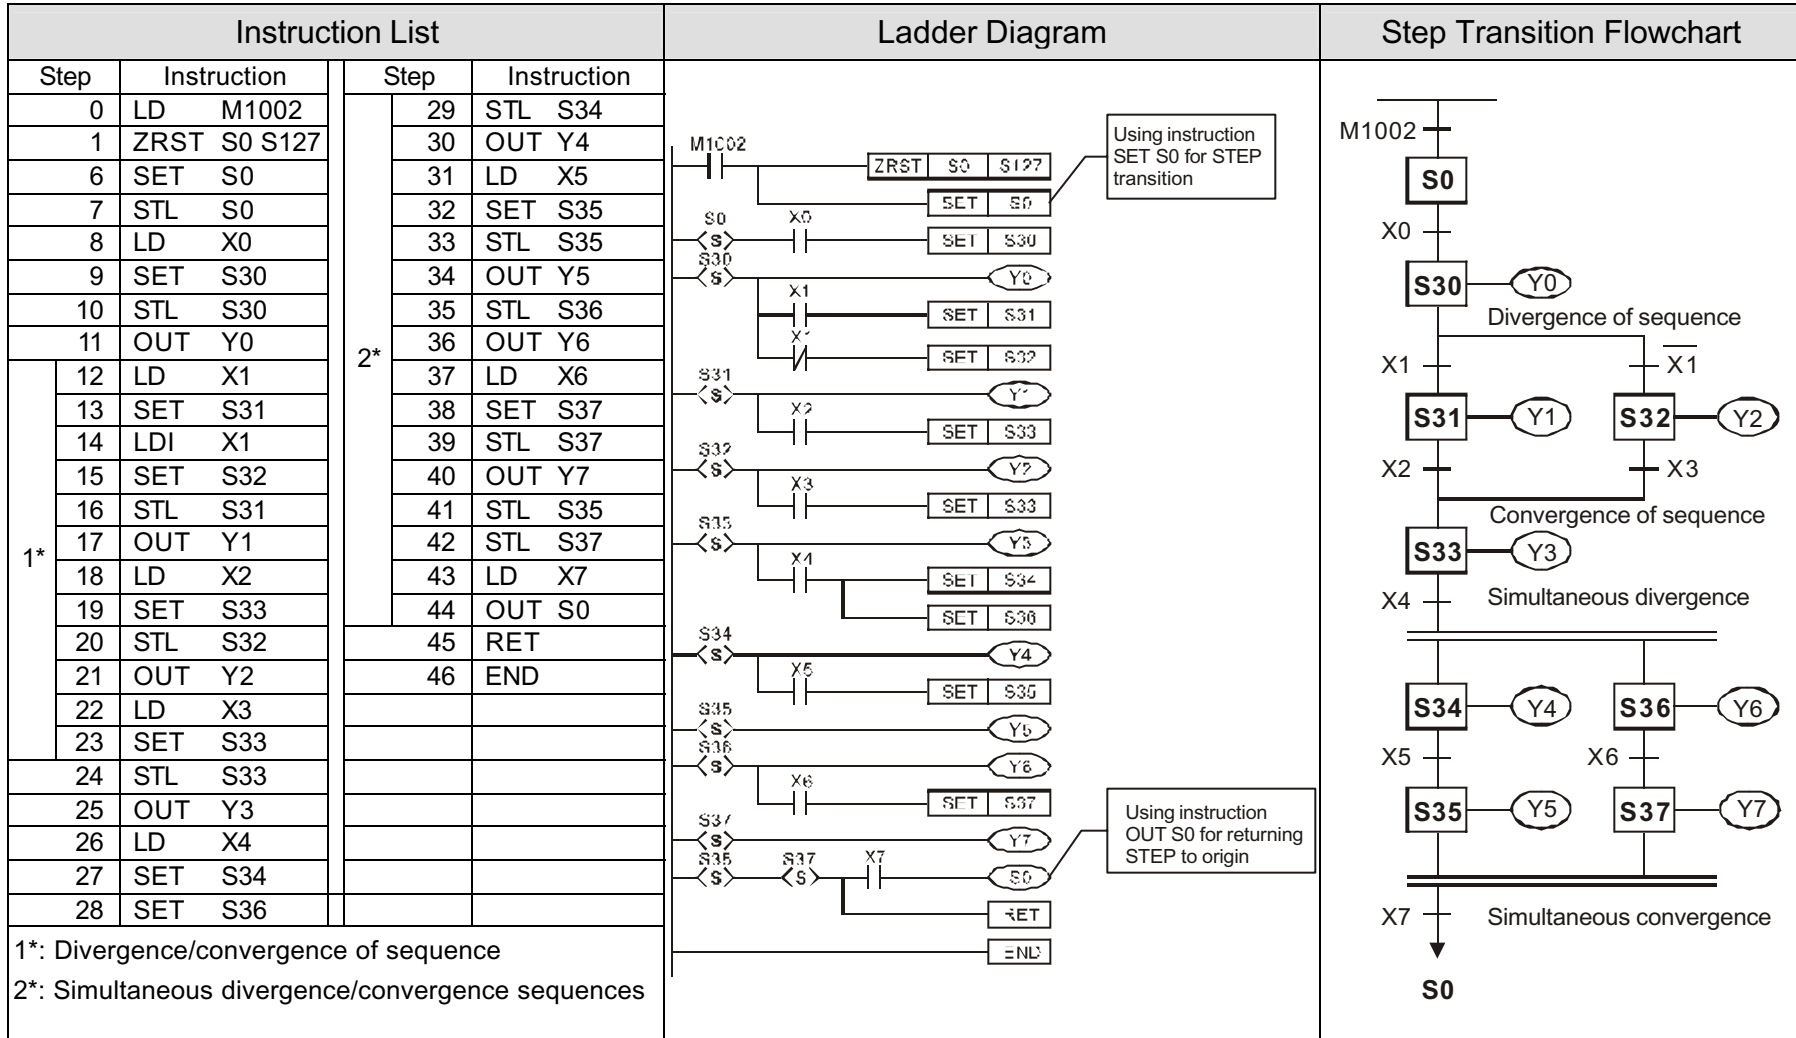 Instruction List
Ladder Diagram
Step Transition Flowchart
Step Instruction Step Instruction
0 LD M1002 29 STL S34
1 ZRST S0 S127 30 OUT Y4
6 SET S0 31 LD X5
7 STL S0 32 SET S35
8 LD X0 33 STL S35
9 SET S30 34 OUT Y5
10 STL S30 35 STL S36
11 OUT Y0 36 OUT Y6
12 LD X1 37 LD X6
13 SET S31 38 SET S37
14 LDI X1 39 STL S37
15 SET S32 40 OUT Y7
16 STL S31 41 STL S35
17 OUT Y1 42 STL S37
18 LD X2 43 LD X7
19 SET S33 44 OUT S0
20 STL S32 45 RET
21 OUT Y2 46 END
22 LD X3
23 SET S33
24 STL S33
25 OUT Y3
26 LD X4
27 SET S34
28 SET S36
1*
2*
1*: Divergence/convergence of sequence
2*: Simultaneous divergence/convergence sequences
M1002
ZRST S0 S127
SET S0
Using instruction
SET S0 for STEP
transition
S0 X0
S SET S30
S30
S Y0
X1
SET S31
X1
SET S32
S31
S Y1
X2
SET S33
S32
S Y2
X3
SET S33
S33
S Y3
X4
SET S34
SET S36
S34
S Y4
X5
SET S35
S35
S Y5
S36
S Y6
X6
SET S37
S37
S Y7
S35 S37 X7
S S S0
RET
END
Using instruction
OUT S0 for returning
STEP to origin
M1002
S0
X0
S30 Y0
Divergence of sequence
X1 X1
S31 Y1 S32 Y2
X2 X3
Convergence of sequence
S33 Y3
X4 Simultaneous divergence
S34 Y4 S36 Y6
X5 X6
S35 Y5 S37 Y7
X7 Simultaneous convergence
S0